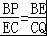 BP/EC = BE/CQ